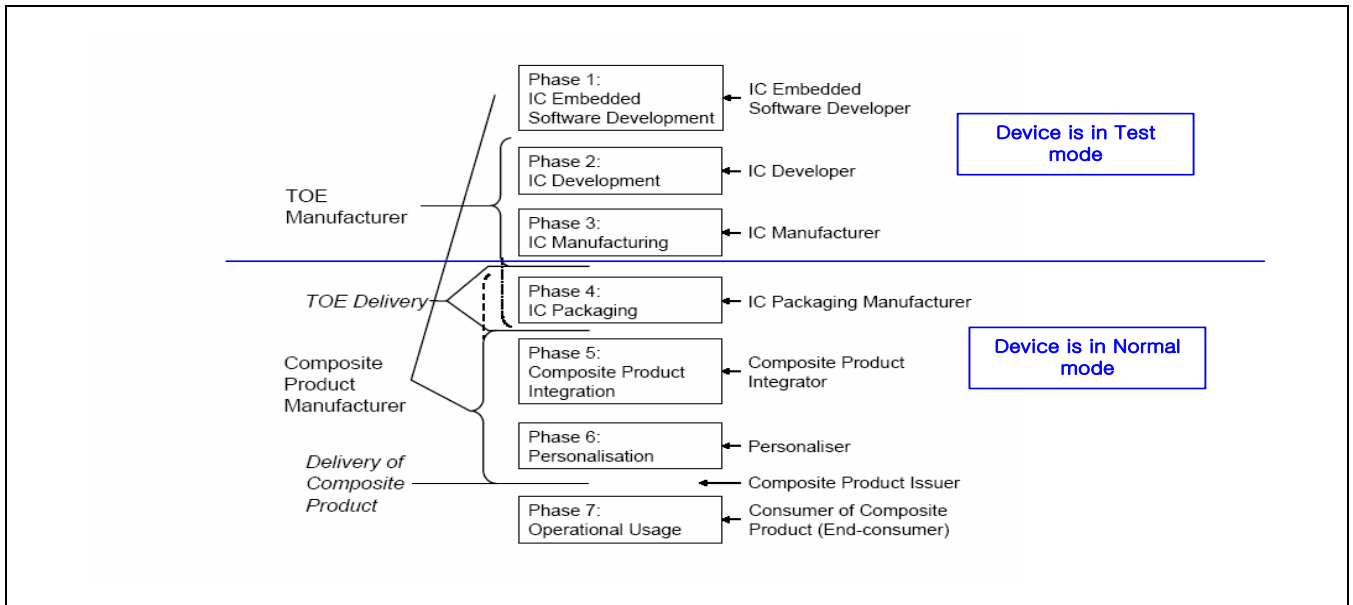 Phase 1:
IC Embedded
Software Development
IC Embedded
Software Developer
Device is in Test
mode
Phase 2:
IC Development
IC Developer
TOE
Manufacturer
Phase 3:
IC Manufacturing
IC Manufacturer
TOE Delivery
Phase 4:
IC Packaging
IC Packaging Manufacturer
Device is in Normal
mode
Composite
Product
Manufacturer
Phase 5:
Composite Product
Integration
Composite Product
Integrator
Phase 6:
Personalisation
Personaliser
Delivery of
Composite
Product
Composite Product Issuer
Phase 7:
Operational Usage
Consumer of Composite
Product (End-consumer)